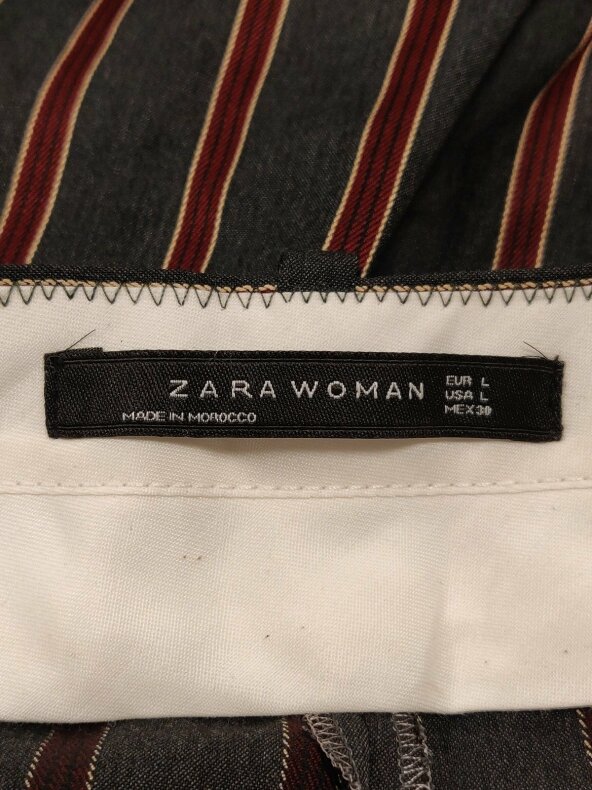 ZARA WOMAN
MADE IN MOROCCO
EUR L
USA L
MEX 30